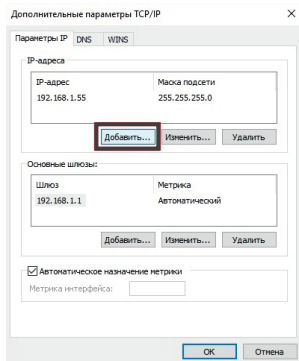 Дополнительные параметры TCP/IP
Параметры IP DNS WINS
IP-адреса
IP-адрес Маска подсети
192.168.1.55 255.255.255.0
Добавить... Изменить... Удалить
Основные шлюзы:
Шлюз Метрика
192.168.1.1 Автоматический
Добавить... Изменить... Удалить
Автоматическое назначение метрики
Метрика интерфейса:
OK Отмена